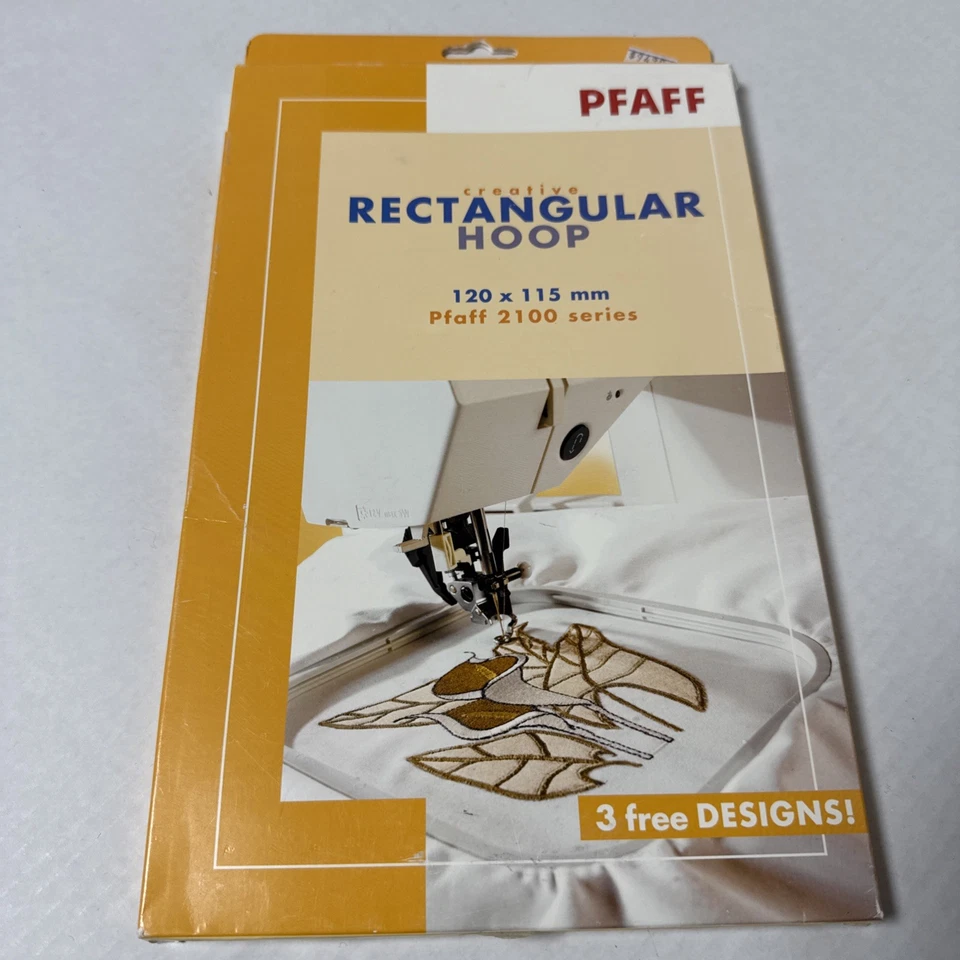 PFAFF
creative
RECTANGULAR
HOOP
120 x 115 mm
Pfaff 2100 series
3 free DESIGNS!